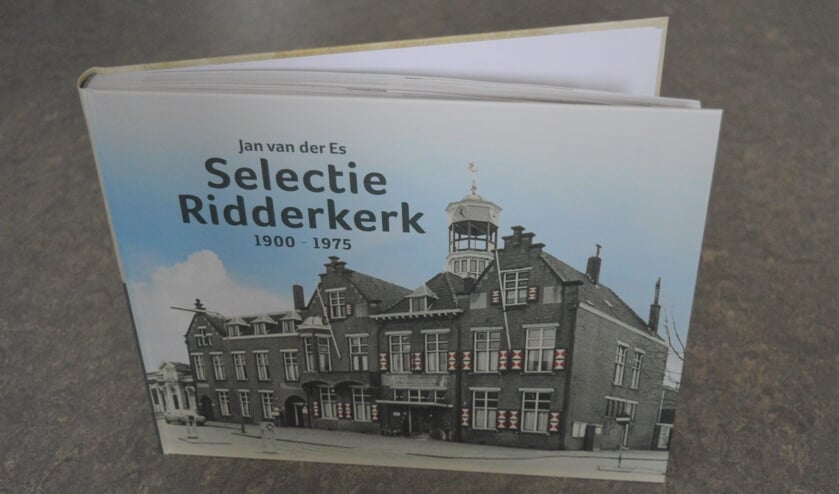 Jan van der Es
Selectie
Ridderkerk
1900 - 1975